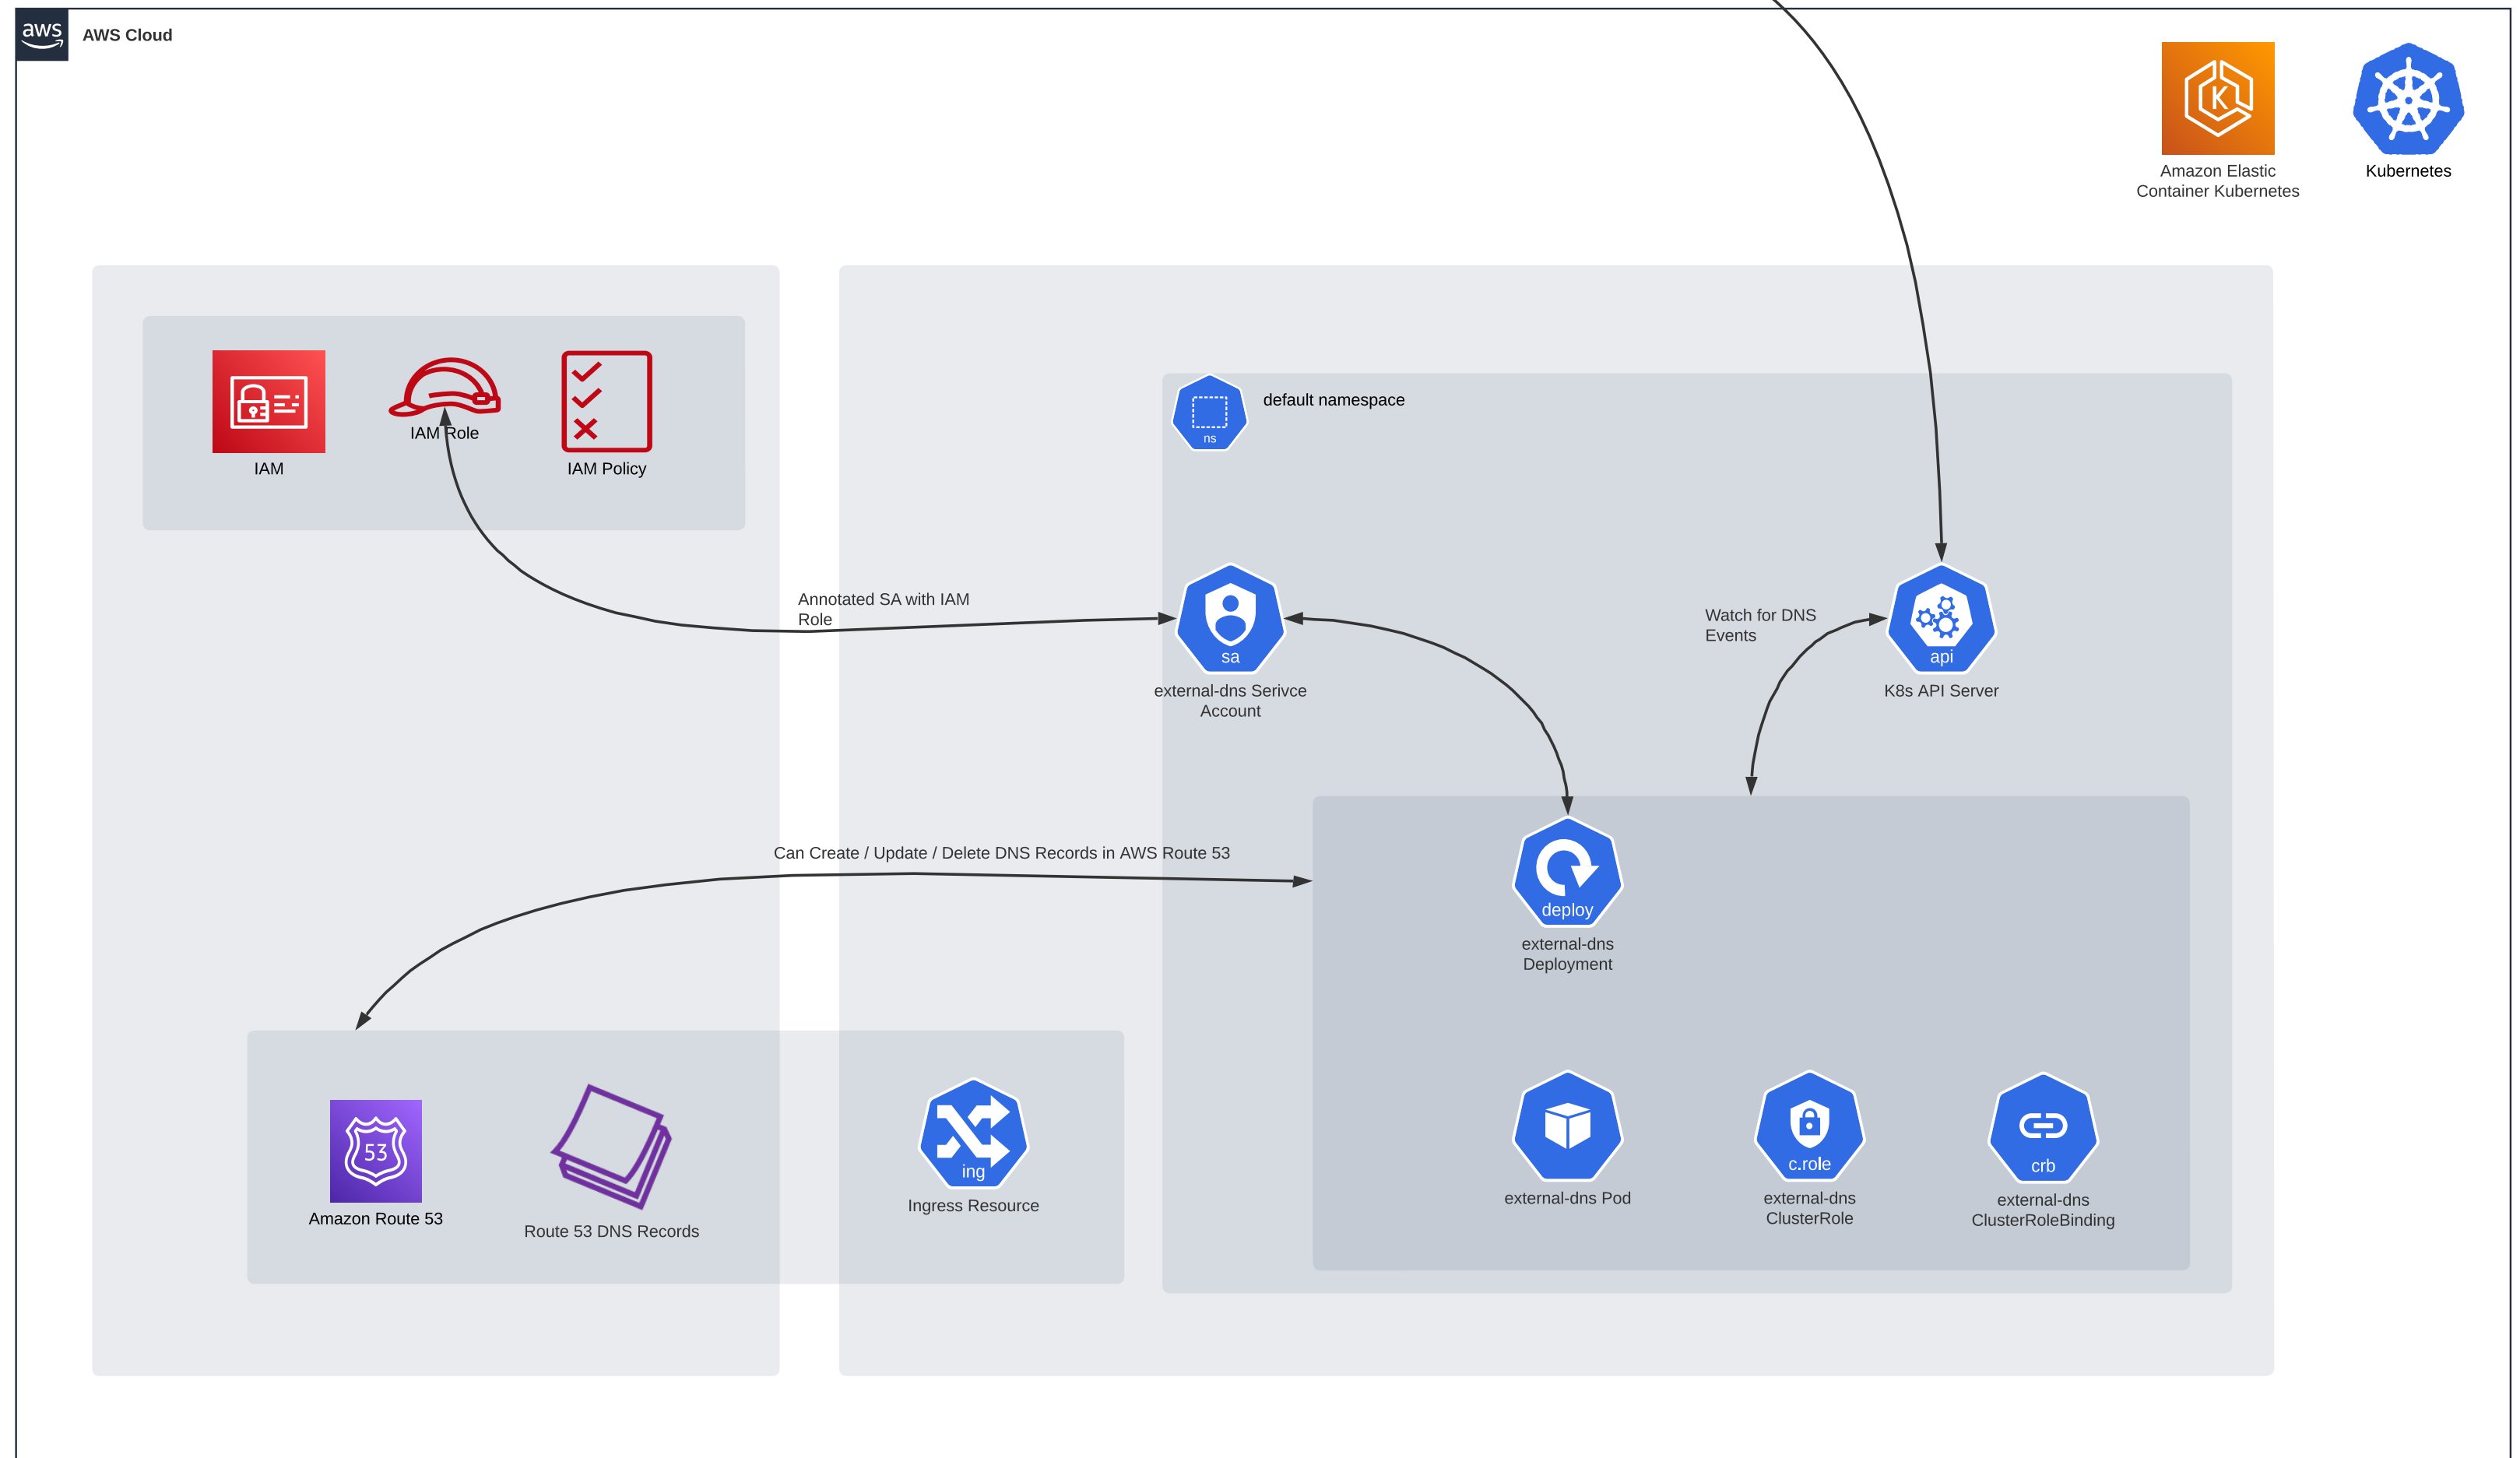 aws
AWS Cloud
K
Amazon Elastic
Container Kubernetes
Kubernetes
IAM
IAM Role
IAM Policy
ns
default namespace
Annotated SA with IAM
Role
sa
external-dns Serivce
Account
Watch for DNS
Events
api
K8s API Server
Can Create / Update / Delete DNS Records in AWS Route 53
deploy
external-dns
Deployment
53
Amazon Route 53
Route 53 DNS Records
ing
Ingress Resource
external-dns Pod
c.role
external-dns
ClusterRole
crb
external-dns
ClusterRoleBinding